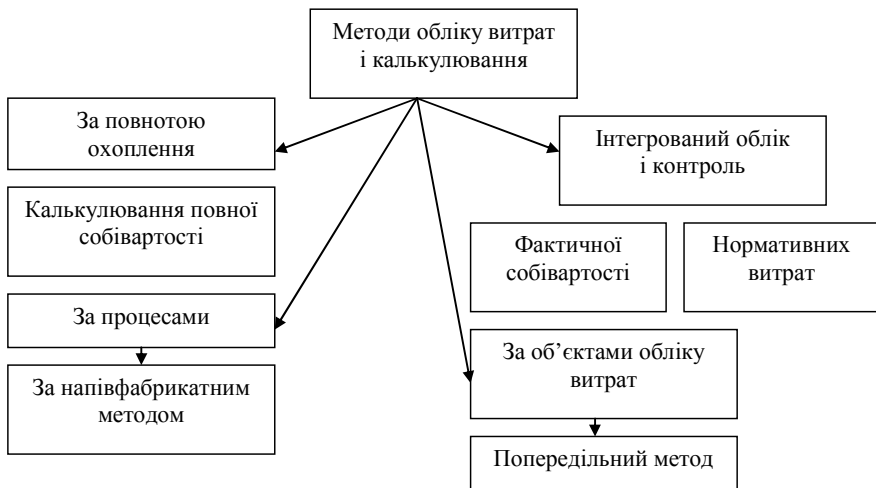 Методи обліку витрат
і калькулювання
За повнотою
охоплення
Інтегрований облік
і контроль
Калькулювання повної
собівартості
Фактичної
собівартості
Нормативних
витрат
За процесами
За об’єктами обліку
витрат
За напівфабрикатним
методом
Попередільний метод